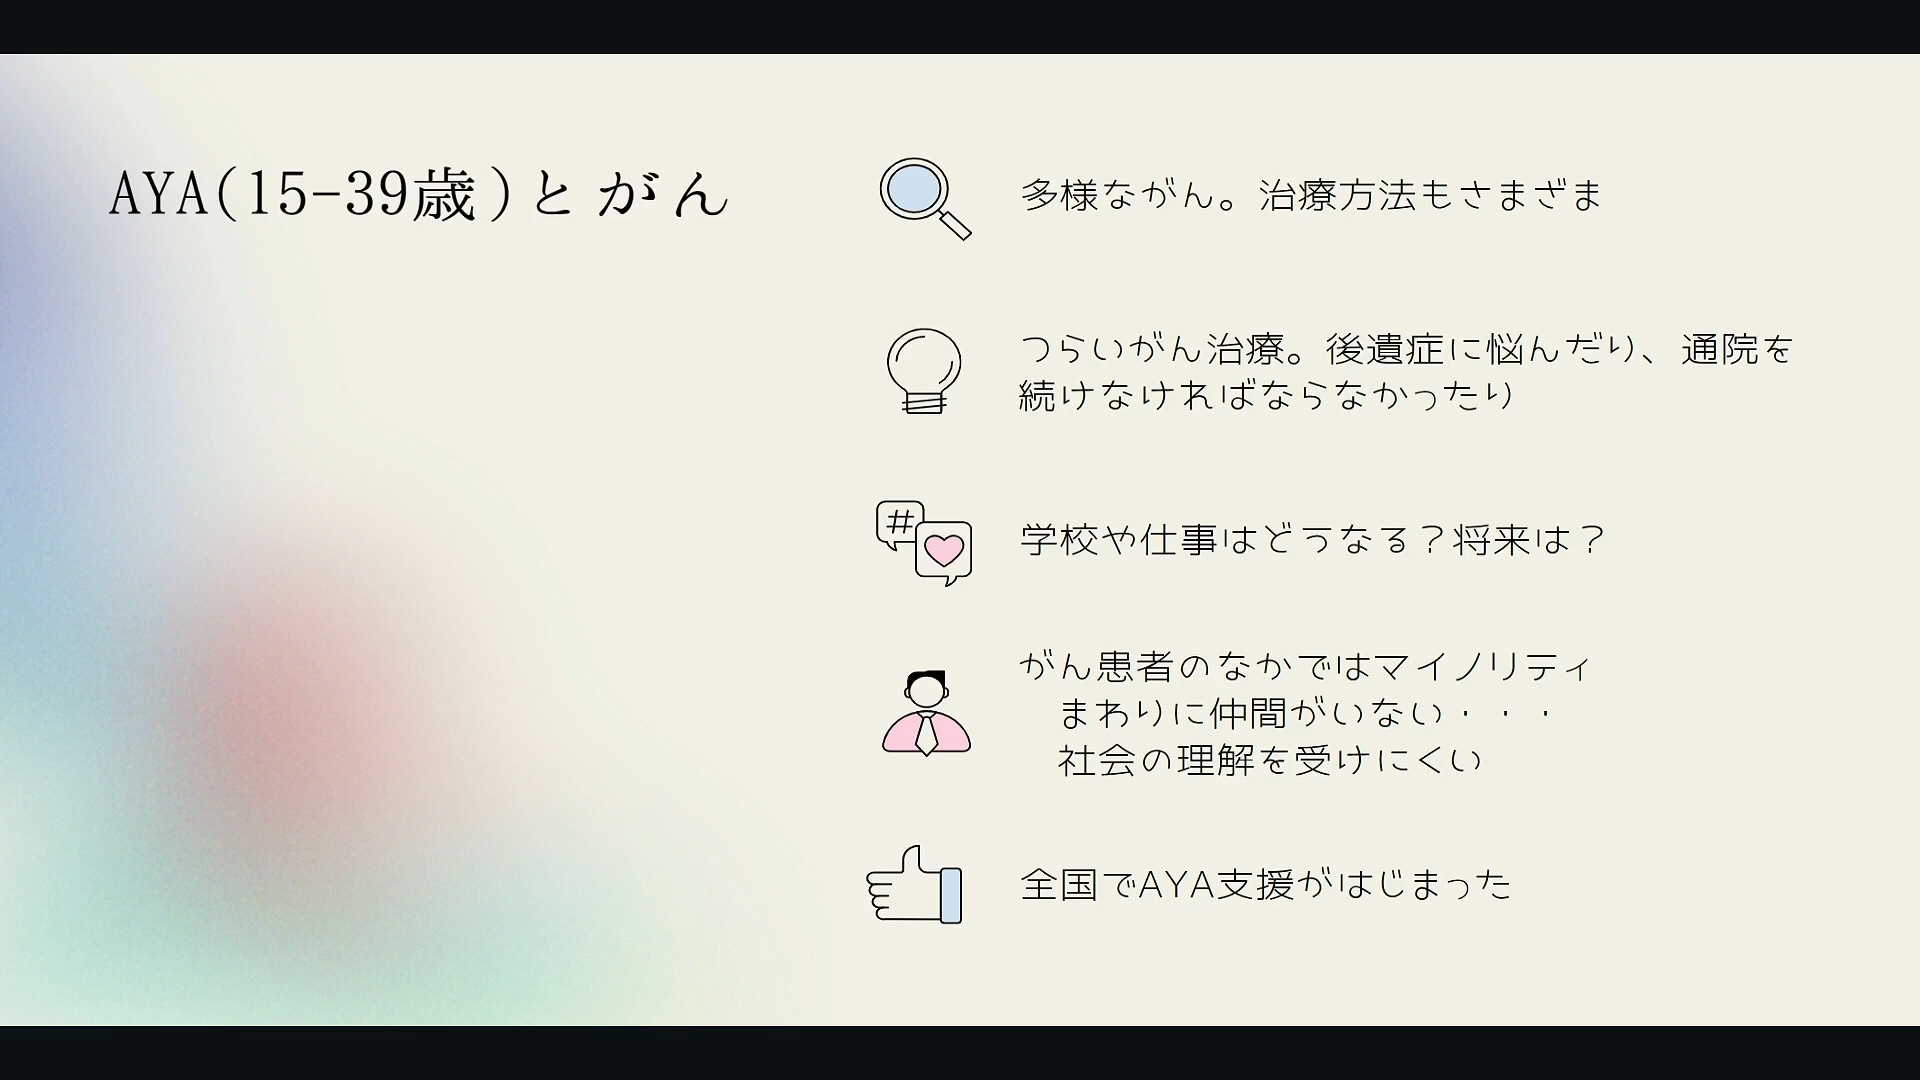 AYA(15-39歳)とがん
多様ながん。治療方法もさまざま
つらいがん治療。後遺症に悩んだり、通院を
続けなければならなかったり
#
学校や仕事はどうなる？将来は？
がん患者のなかではマイノリティ
まわりに仲間がいない・・・
社会の理解を受けにくい
全国でAYA支援がはじまった